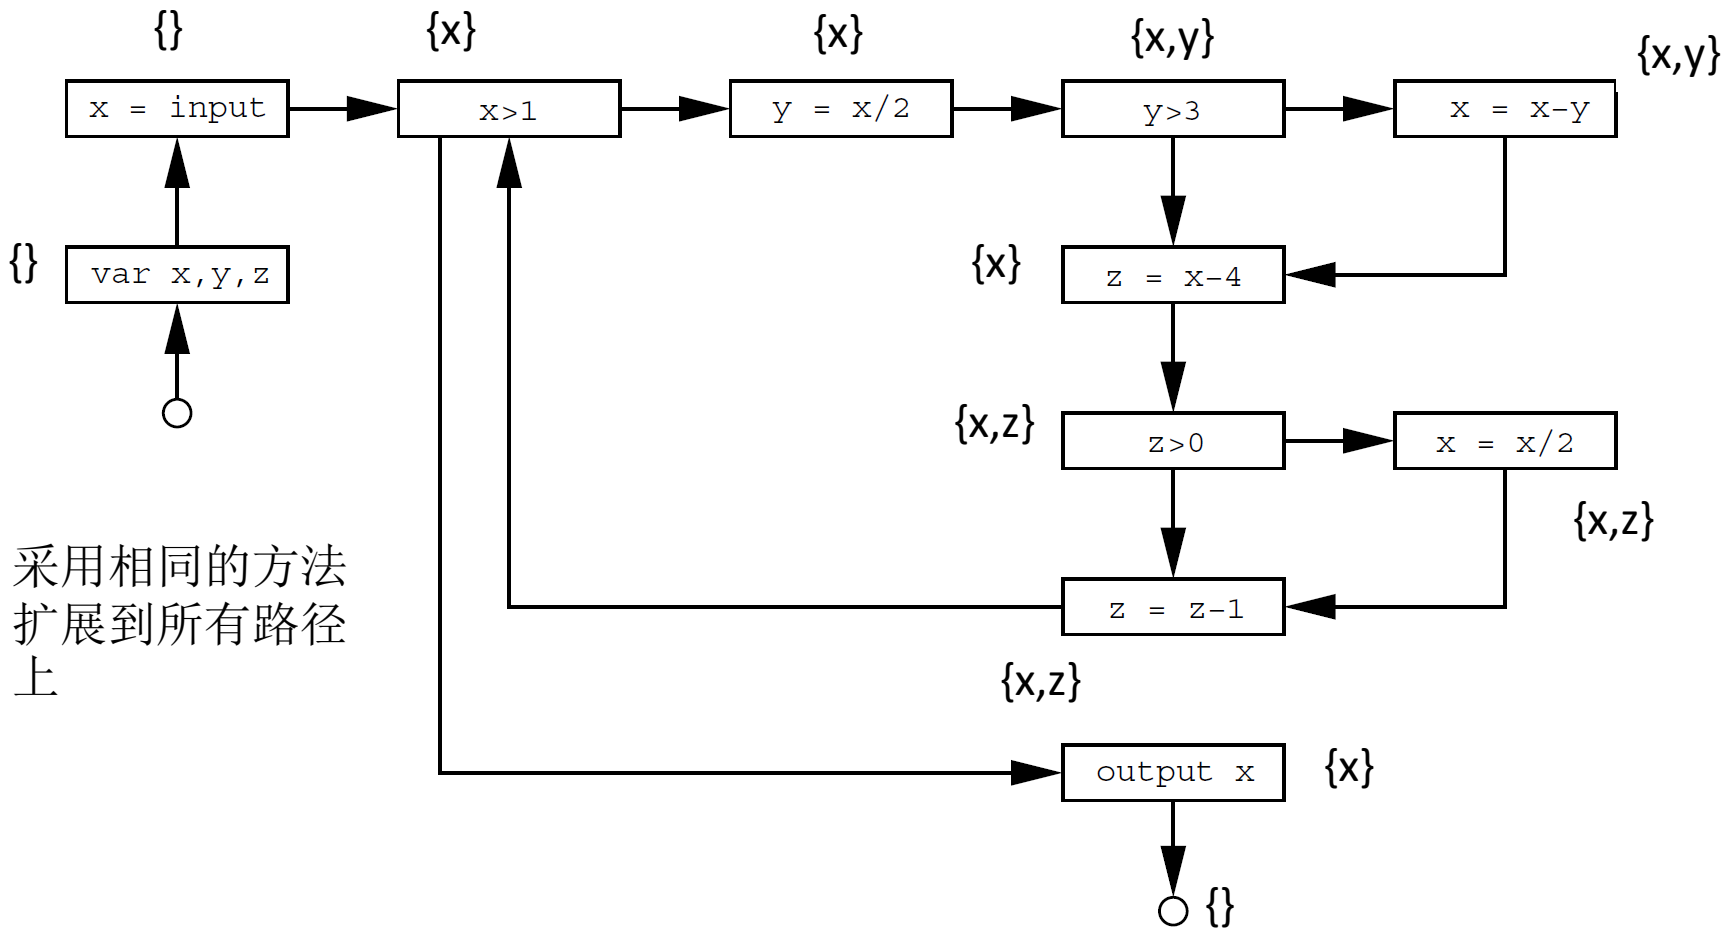 {}
{x}
{x}
{x,y}
{x,y}
x = input
x>1
y = x/2
y>3
x = x-y
{}
var x,y,z
{x}
z = x-4
{x,z}
z>0
x = x/2
{x,z}
采用相同的方法
扩展到所有路径
上
z = z-1
{x,z}
output x
{x}
{}